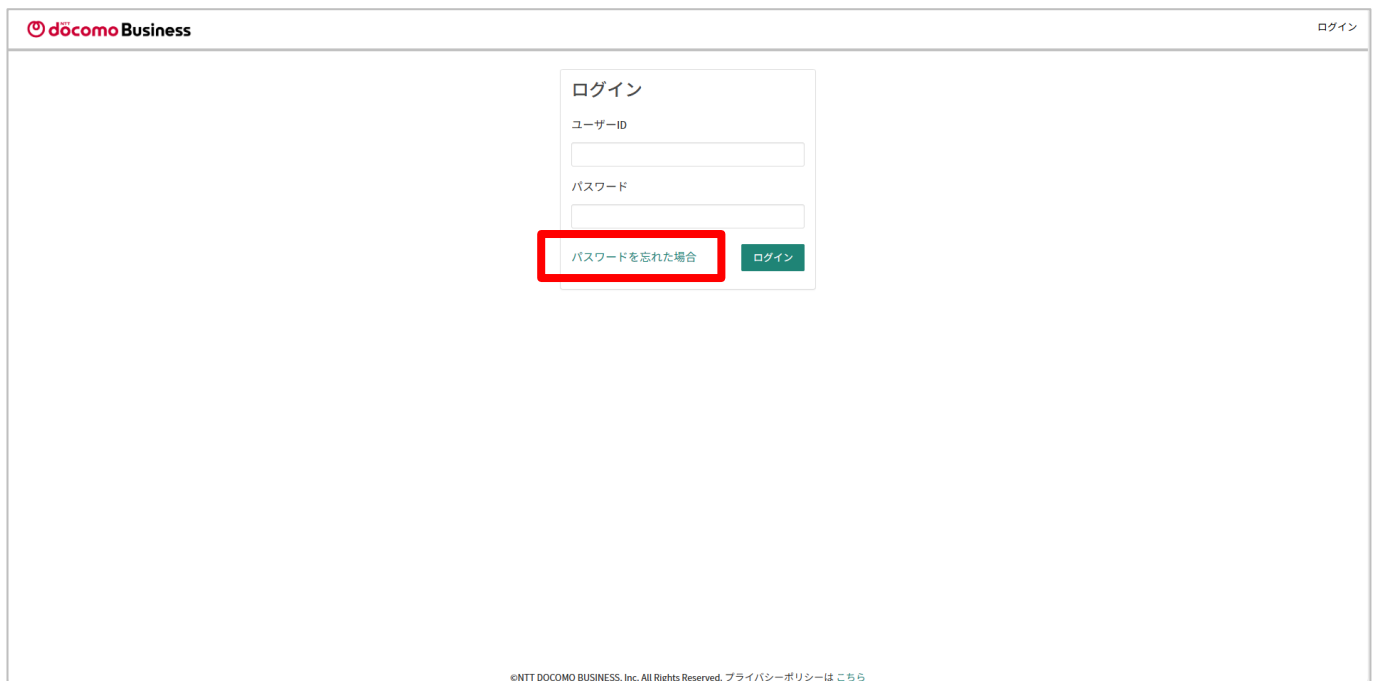 NTT docomo Business
ログイン
ログイン
ユーザーID
パスワード
パスワードを忘れた場合
ログイン
©NTT DOCOMO BUSINESS, Inc. All Rights Reserved. プライバシーポリシーは こちら